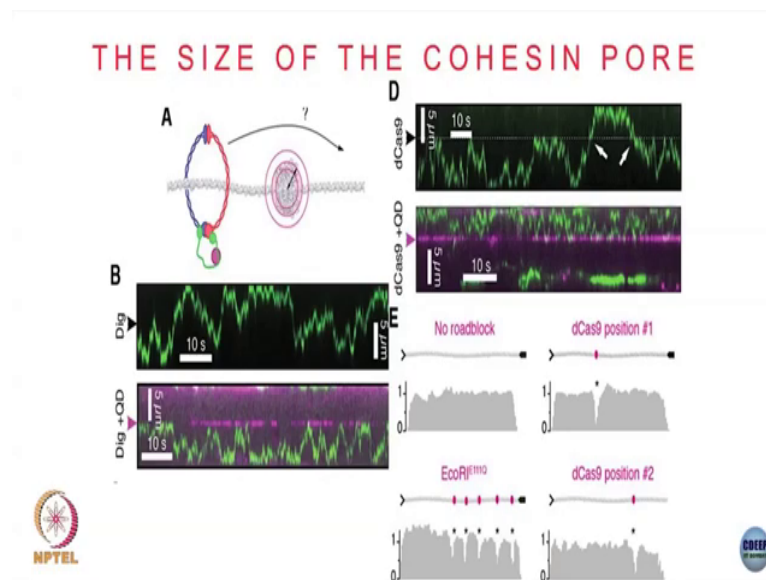 THE SIZE OF THE COHESIN PORE
A
?
B
Dig
10 s
5 μm
Dig +QD
5 μm
10 s
D
dCas9
5 μm
10 s
dCas9 +QD
5 μm
10 s
E
No roadblock
dCas9 position #1
1
0
1
0
*
EcoRIE111Q
dCas9 position #2
1
0
* * * * *
1
0
*
NPTEL
CDEEP